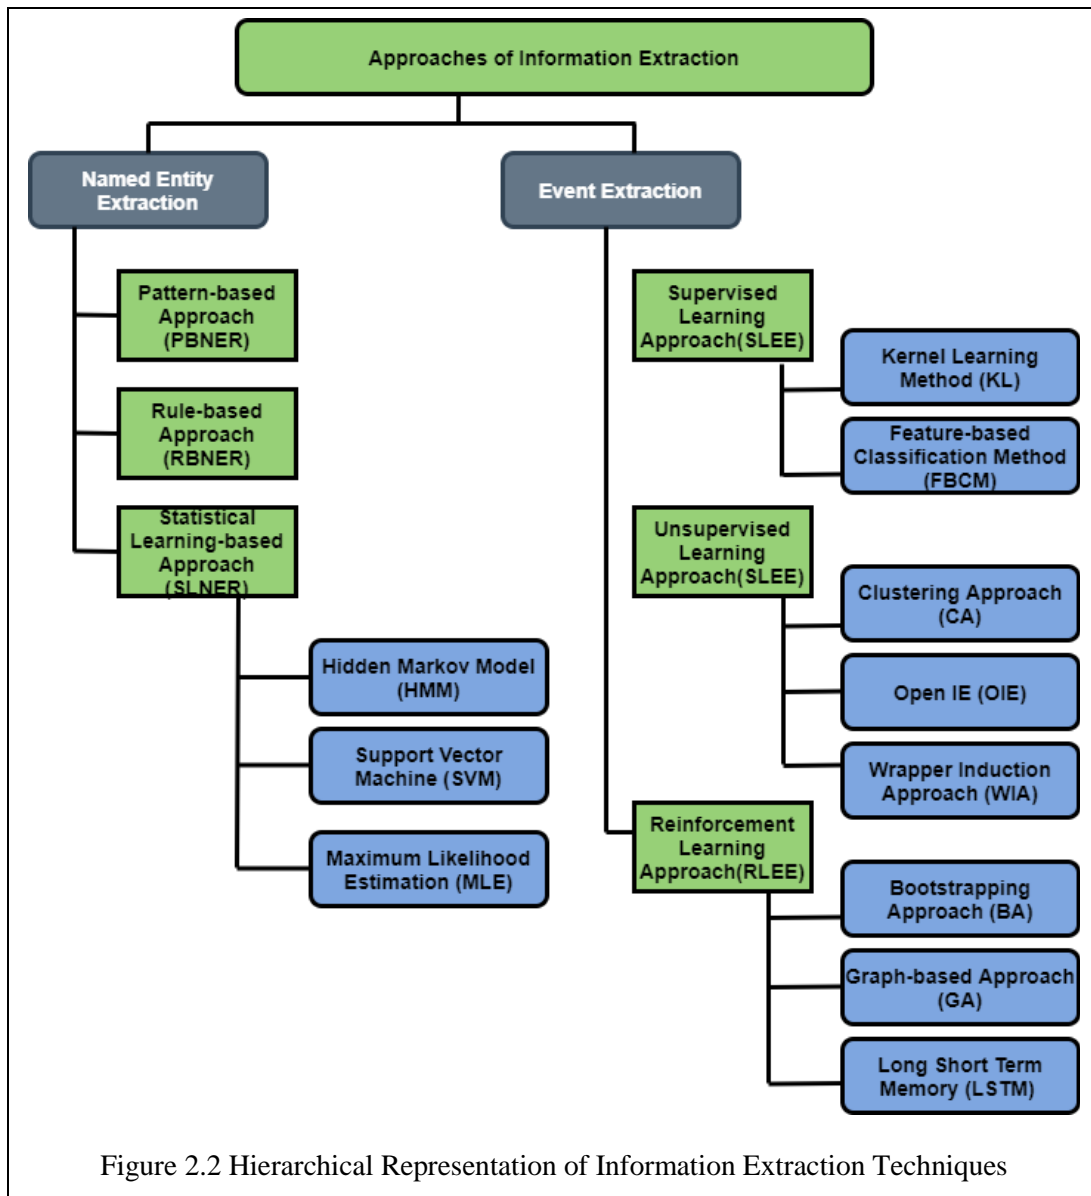 Approaches of Information Extraction
Named Entity
Extraction
Pattern-based
Approach
(PBNER)
Rule-based
Approach
(RBNER)
Statistical
Learning-based
Approach
(SLNER)
Hidden Markov Model
(HMM)
Support Vector
Machine (SVM)
Maximum Likelihood
Estimation (MLE)
Event Extraction
Supervised
Learning
Approach(SLEE)
Kernel Learning
Method (KL)
Feature-based
Classification Method
(FBCM)
Unsupervised
Learning
Approach(SLEE)
Clustering Approach
(CA)
Open IE (OIE)
Wrapper Induction
Approach (WIA)
Reinforcement
Learning
Approach(RLEE)
Bootstrapping
Approach (BA)
Graph-based Approach
(GA)
Long Short Term
Memory (LSTM)
Figure 2.2 Hierarchical Representation of Information Extraction Techniques